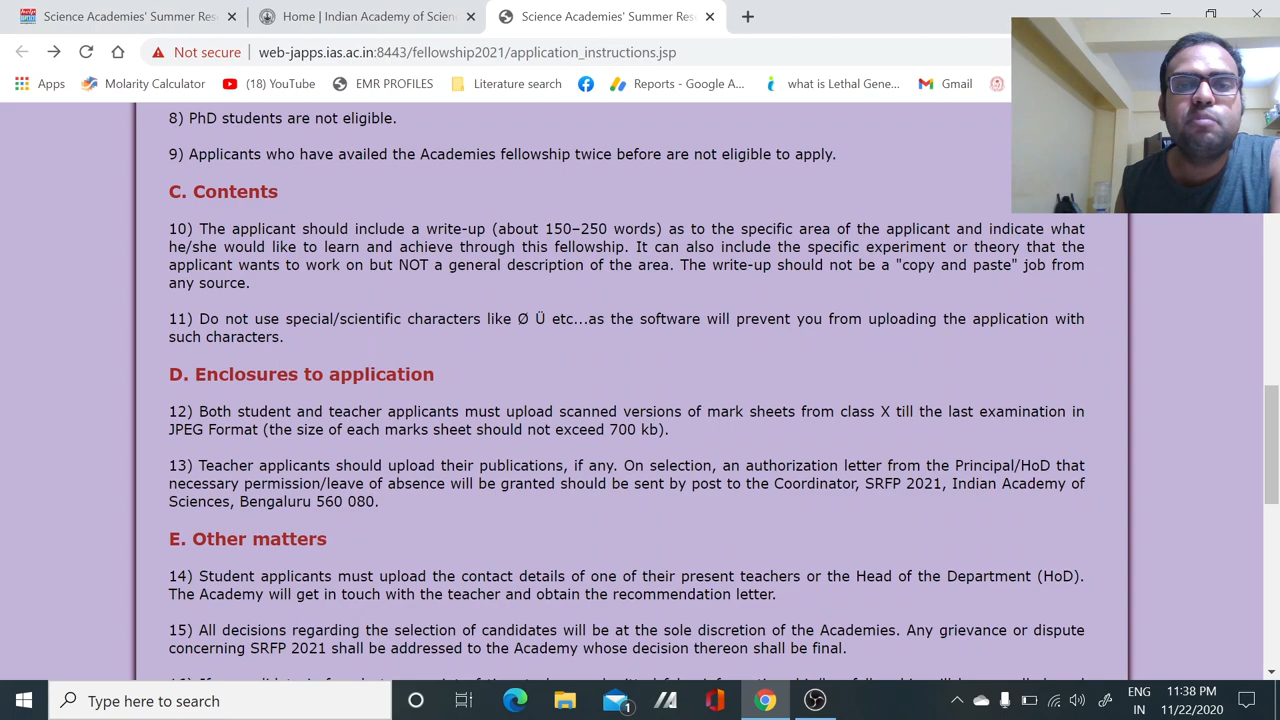 Science Academies' Summer Res
Home | Indian Academy of Scien
Science Academies' Summer Res
Not secure
web-japps.ias.ac.in:8443/fellowship2021/application_instructions.jsp
Apps
Molarity Calculator
(18) YouTube
EMR PROFILES
Literature search
Reports - Google A...
what is Lethal Gene...
Gmail
8) PhD students are not eligible.
9) Applicants who have availed the Academies fellowship twice before are not eligible to apply.
C. Contents
10) The applicant should include a write-up (about 150–250 words) as to the specific area of the applicant and indicate what
he/she would like to learn and achieve through this fellowship. It can also include the specific experiment or theory that the
applicant wants to work on but NOT a general description of the area. The write-up should not be a "copy and paste" job from
any source.
11) Do not use special/scientific characters like Ø Ü etc...as the software will prevent you from uploading the application with
such characters.
D. Enclosures to application
12) Both student and teacher applicants must upload scanned versions of mark sheets from class X till the last examination in
JPEG Format (the size of each marks sheet should not exceed 700 kb).
13) Teacher applicants should upload their publications, if any. On selection, an authorization letter from the Principal/HoD that
necessary permission/leave of absence will be granted should be sent by post to the Coordinator, SRFP 2021, Indian Academy of
Sciences, Bengaluru 560 080.
E. Other matters
14) Student applicants must upload the contact details of one of their present teachers or the Head of the Department (HoD).
The Academy will get in touch with the teacher and obtain the recommendation letter.
15) All decisions regarding the selection of candidates will be at the sole discretion of the Academies. Any grievance or dispute
concerning SRFP 2021 shall be addressed to the Academy whose decision thereon shall be final.
Type here to search
1
ENG
IN
11:38 PM
11/22/2020